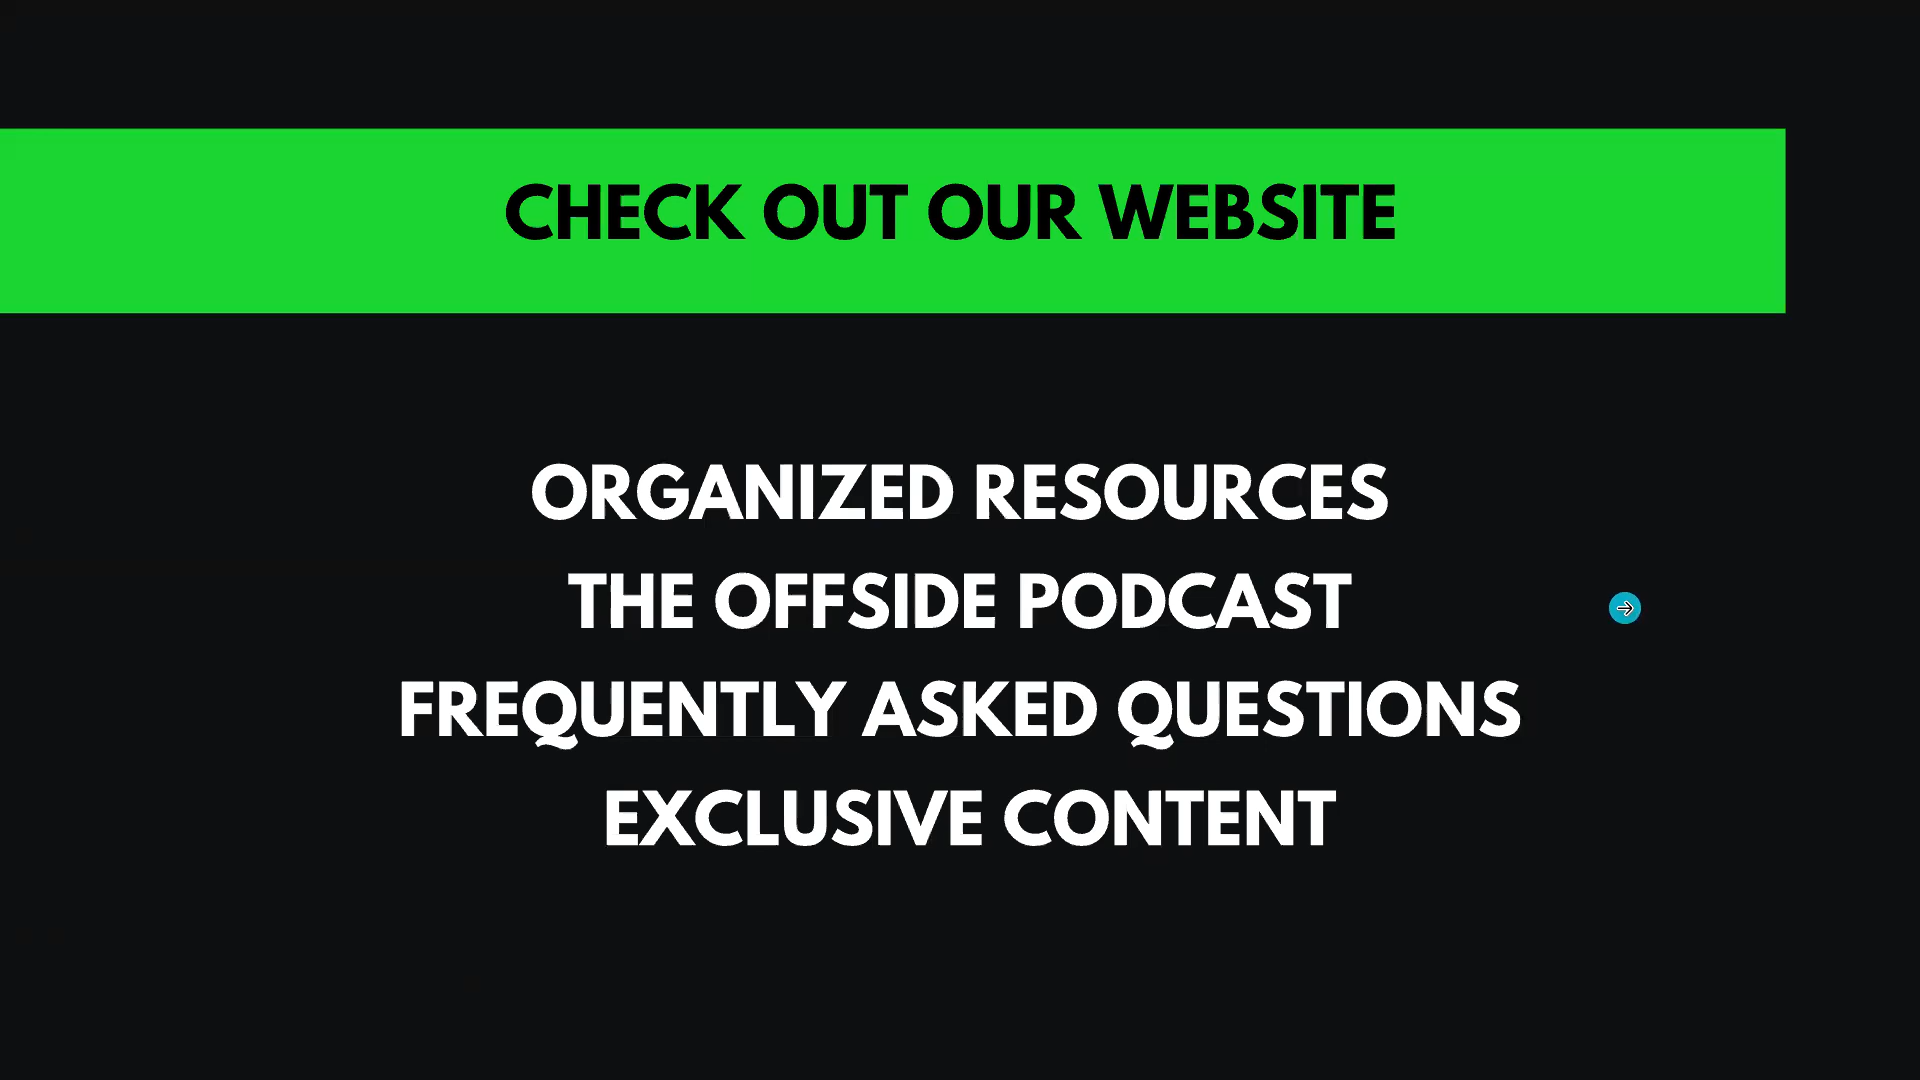 CHECK OUT OUR WEBSITE
ORGANIZED RESOURCES
THE OFFSIDE PODCAST
FREQUENTLY ASKED QUESTIONS
EXCLUSIVE CONTENT